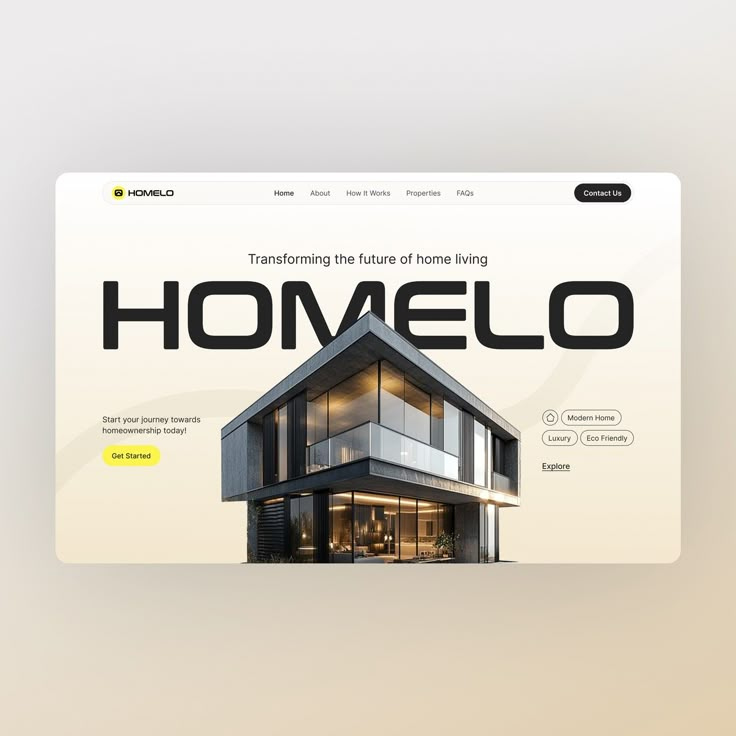 HOMELO
Home About How It Works Properties FAQs
Contact Us
Transforming the future of home living
HOMELO
Start your journey towards
homeownership today!
Get Started
Modern Home
Luxury Eco Friendly
Explore